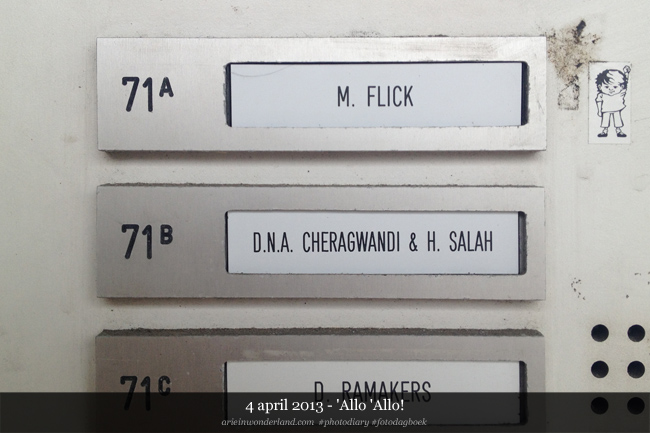 71A
M. FLICK
71B
D.N.A. CHERAGWANDI & H. SALAH
71C
D. RAMAKERS
4 april 2013 - 'Allo 'Allo!
arieinwonderland.com #photodiary #fotodagboek